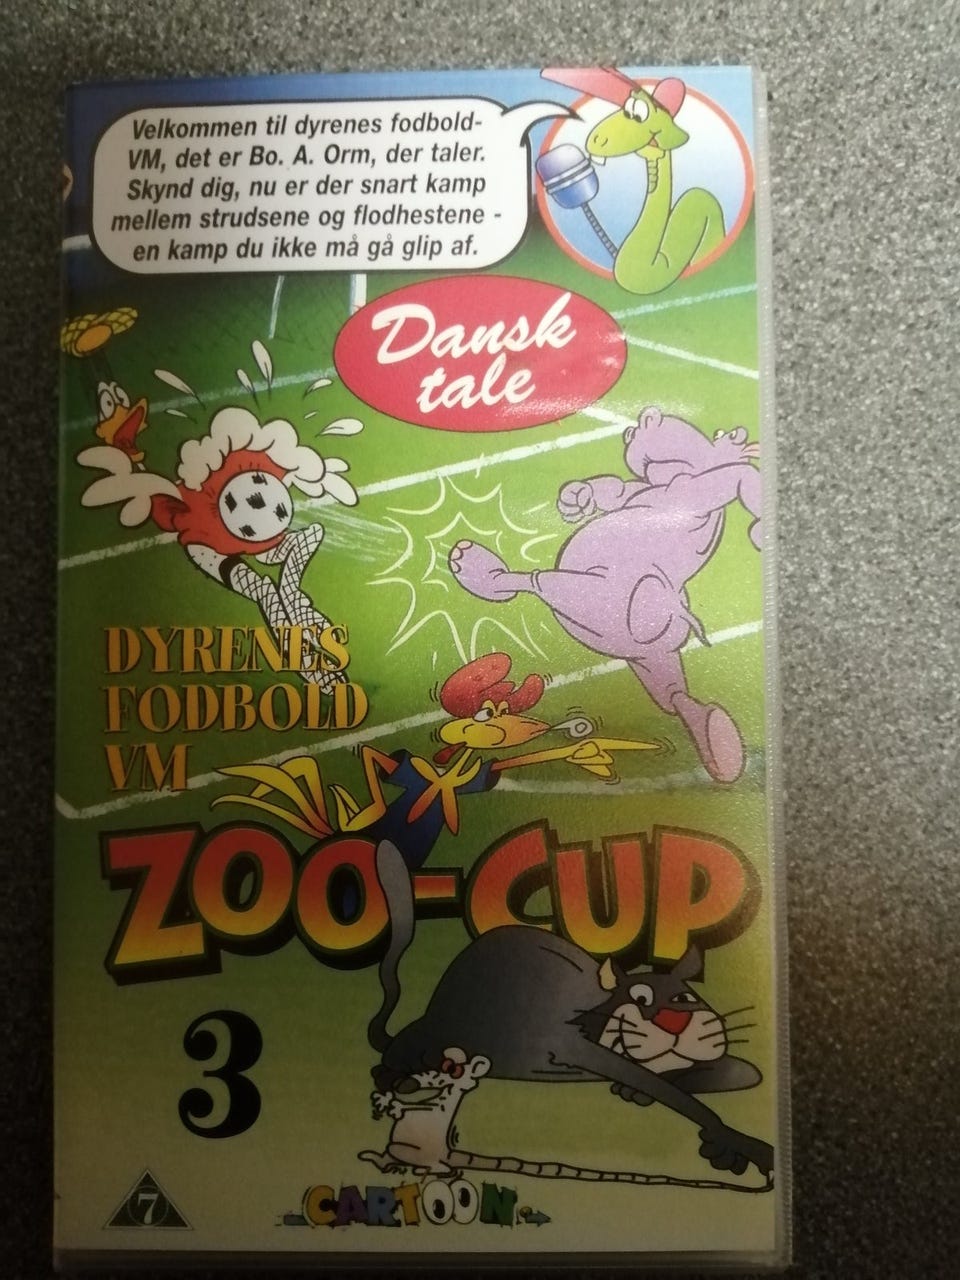 Velkommen til dyrenes fodbold-
VM, det er Bo. A. Orm, der taler.
Skynd dig, nu er der snart kamp
mellem strudsene og flodhestene -
en kamp du ikke må gå glip af.
Dansk
tale
DYRENES
FODBOLD
VM
ZOO-CUP
3
7
CARTOON